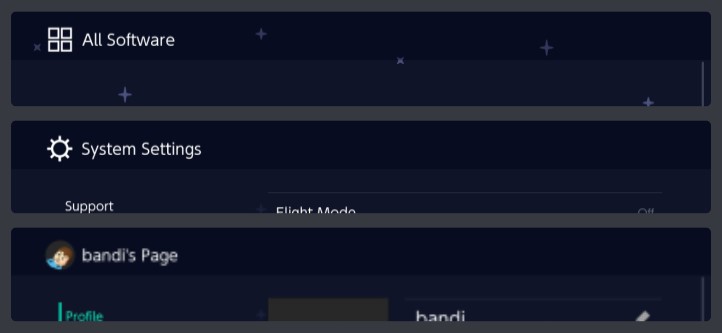 All Software
System Settings
Support
Flight Mode
Off
bandi's Page
Profile
bandi